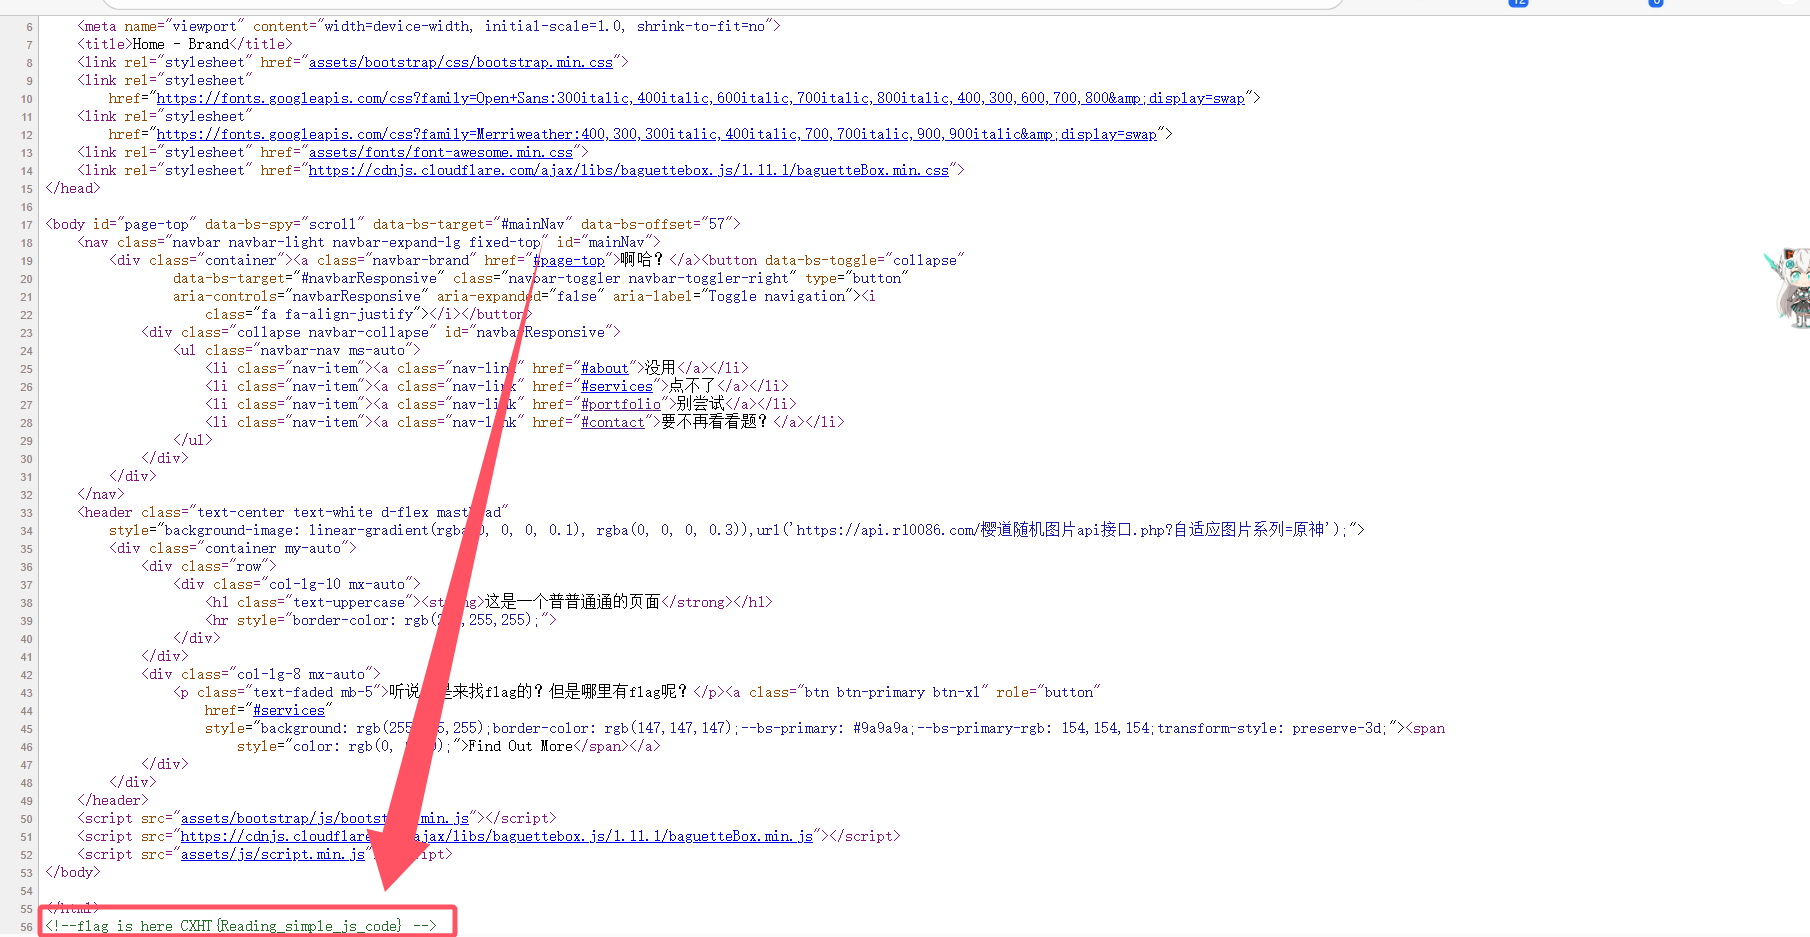 6 <meta name="viewport" content="width=device-width, initial-scale=1.0, shrink-to-fit=no">
7 <title>Home - Brand</title>
8 <link rel="stylesheet" href="assets/bootstrap/css/bootstrap.min.css">
9 <link rel="stylesheet"
10 href="https://fonts.googleapis.com/css?family=Open+Sans:300italic,400italic,600italic,700italic,800italic,400,300,600,700,800&amp;display=swap">
11 <link rel="stylesheet"
12 href="https://fonts.googleapis.com/css?family=Merriweather:400,300,300italic,400italic,700,700italic,900,900italic&amp;display=swap">
13 <link rel="stylesheet" href="assets/fonts/font-awesome.min.css">
14 <link rel="stylesheet" href="https://cdnjs.cloudflare.com/ajax/libs/baguettebox.js/1.11.1/baguetteBox.min.css">
15 </head>
16
17 <body id="page-top" data-bs-spy="scroll" data-bs-target="#mainNav" data-bs-offset="57">
18 <nav class="navbar navbar-light navbar-expand-lg fixed-top" id="mainNav">
19 <div class="container"><a class="navbar-brand" href="#page-top">啊哈？</a><button data-bs-toggle="collapse"
20 data-bs-target="#navbarResponsive" class="navbar-toggler navbar-toggler-right" type="button"
21 aria-controls="navbarResponsive" aria-expanded="false" aria-label="Toggle navigation"><i
22 class="fa fa-align-justify"></i></button>
23 <div class="collapse navbar-collapse" id="navbarResponsive">
24 <ul class="navbar-nav ms-auto">
25 <li class="nav-item"><a class="nav-link" href="#about">没用</a></li>
26 <li class="nav-item"><a class="nav-link" href="#services">点不了</a></li>
27 <li class="nav-item"><a class="nav-link" href="#portfolio">别尝试</a></li>
28 <li class="nav-item"><a class="nav-link" href="#contact">要不再看看题？</a></li>
29 </ul>
30 </div>
31 </div>
32 </nav>
33 <header class="text-center text-white d-flex masthead"
34 style="background-image: linear-gradient(rgba(0, 0, 0, 0.1), rgba(0, 0, 0, 0.3)),url('https://api.r10086.com/樱道随机图片api接口.php?自适应图片系列=原神');">
35 <div class="container my-auto">
36 <div class="row">
37 <div class="col-lg-10 mx-auto">
38 <h1 class="text-uppercase"><strong>这是一个普普通通的页面</strong></h1>
39 <hr style="border-color: rgb(255,255,255);">
40 </div>
41 </div>
42 <div class="col-lg-8 mx-auto">
43 <p class="text-faded mb-5">听说 是来找flag的？但是哪里有flag呢？</p><a class="btn btn-primary btn-xl" role="button"
44 href="#services"
45 style="background: rgb(255,255,255);border-color: rgb(147,147,147);--bs-primary: #9a9a9a;--bs-primary-rgb: 154,154,154;transform-style: preserve-3d;"><span
46 style="color: rgb(0, 0);">Find Out More</span></a>
47 </div>
48 </div>
49 </header>
50 <script src="assets/bootstrap/js/bootstrap.min.js"></script>
51 <script src="https://cdnjs.cloudflare.com/ajax/libs/baguettebox.js/1.11.1/baguetteBox.min.js"></script>
52 <script src="assets/js/script.min.js"></script>
53 </body>
54
55 </html>
56 <!--flag is here CXHT{Reading_simple_js_code} -->